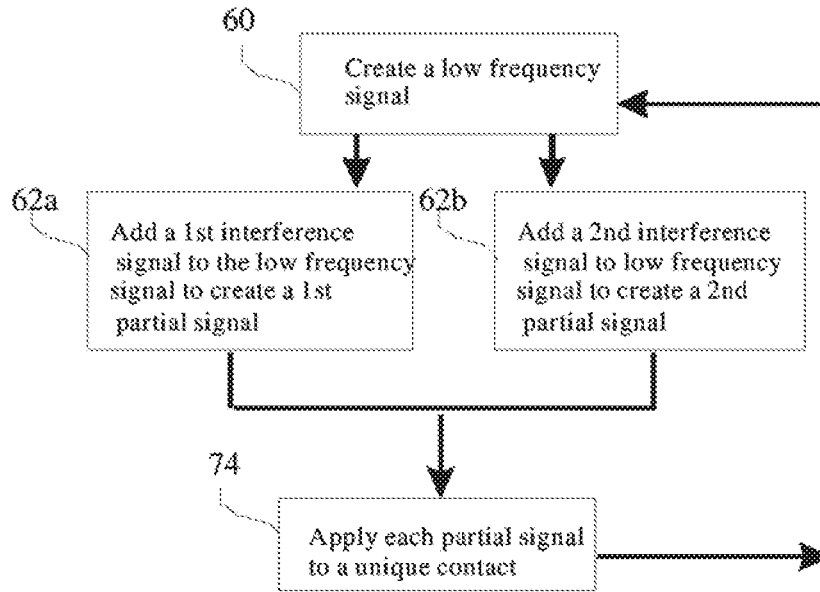 60
Create a low frequency
signal
62a
62b
Add a 1st interference
signal to the low frequency
signal to create a 1st
partial signal
Add a 2nd interference
signal to low frequency
signal to create a 2nd
partial signal
74
Apply each partial signal
to a unique contact